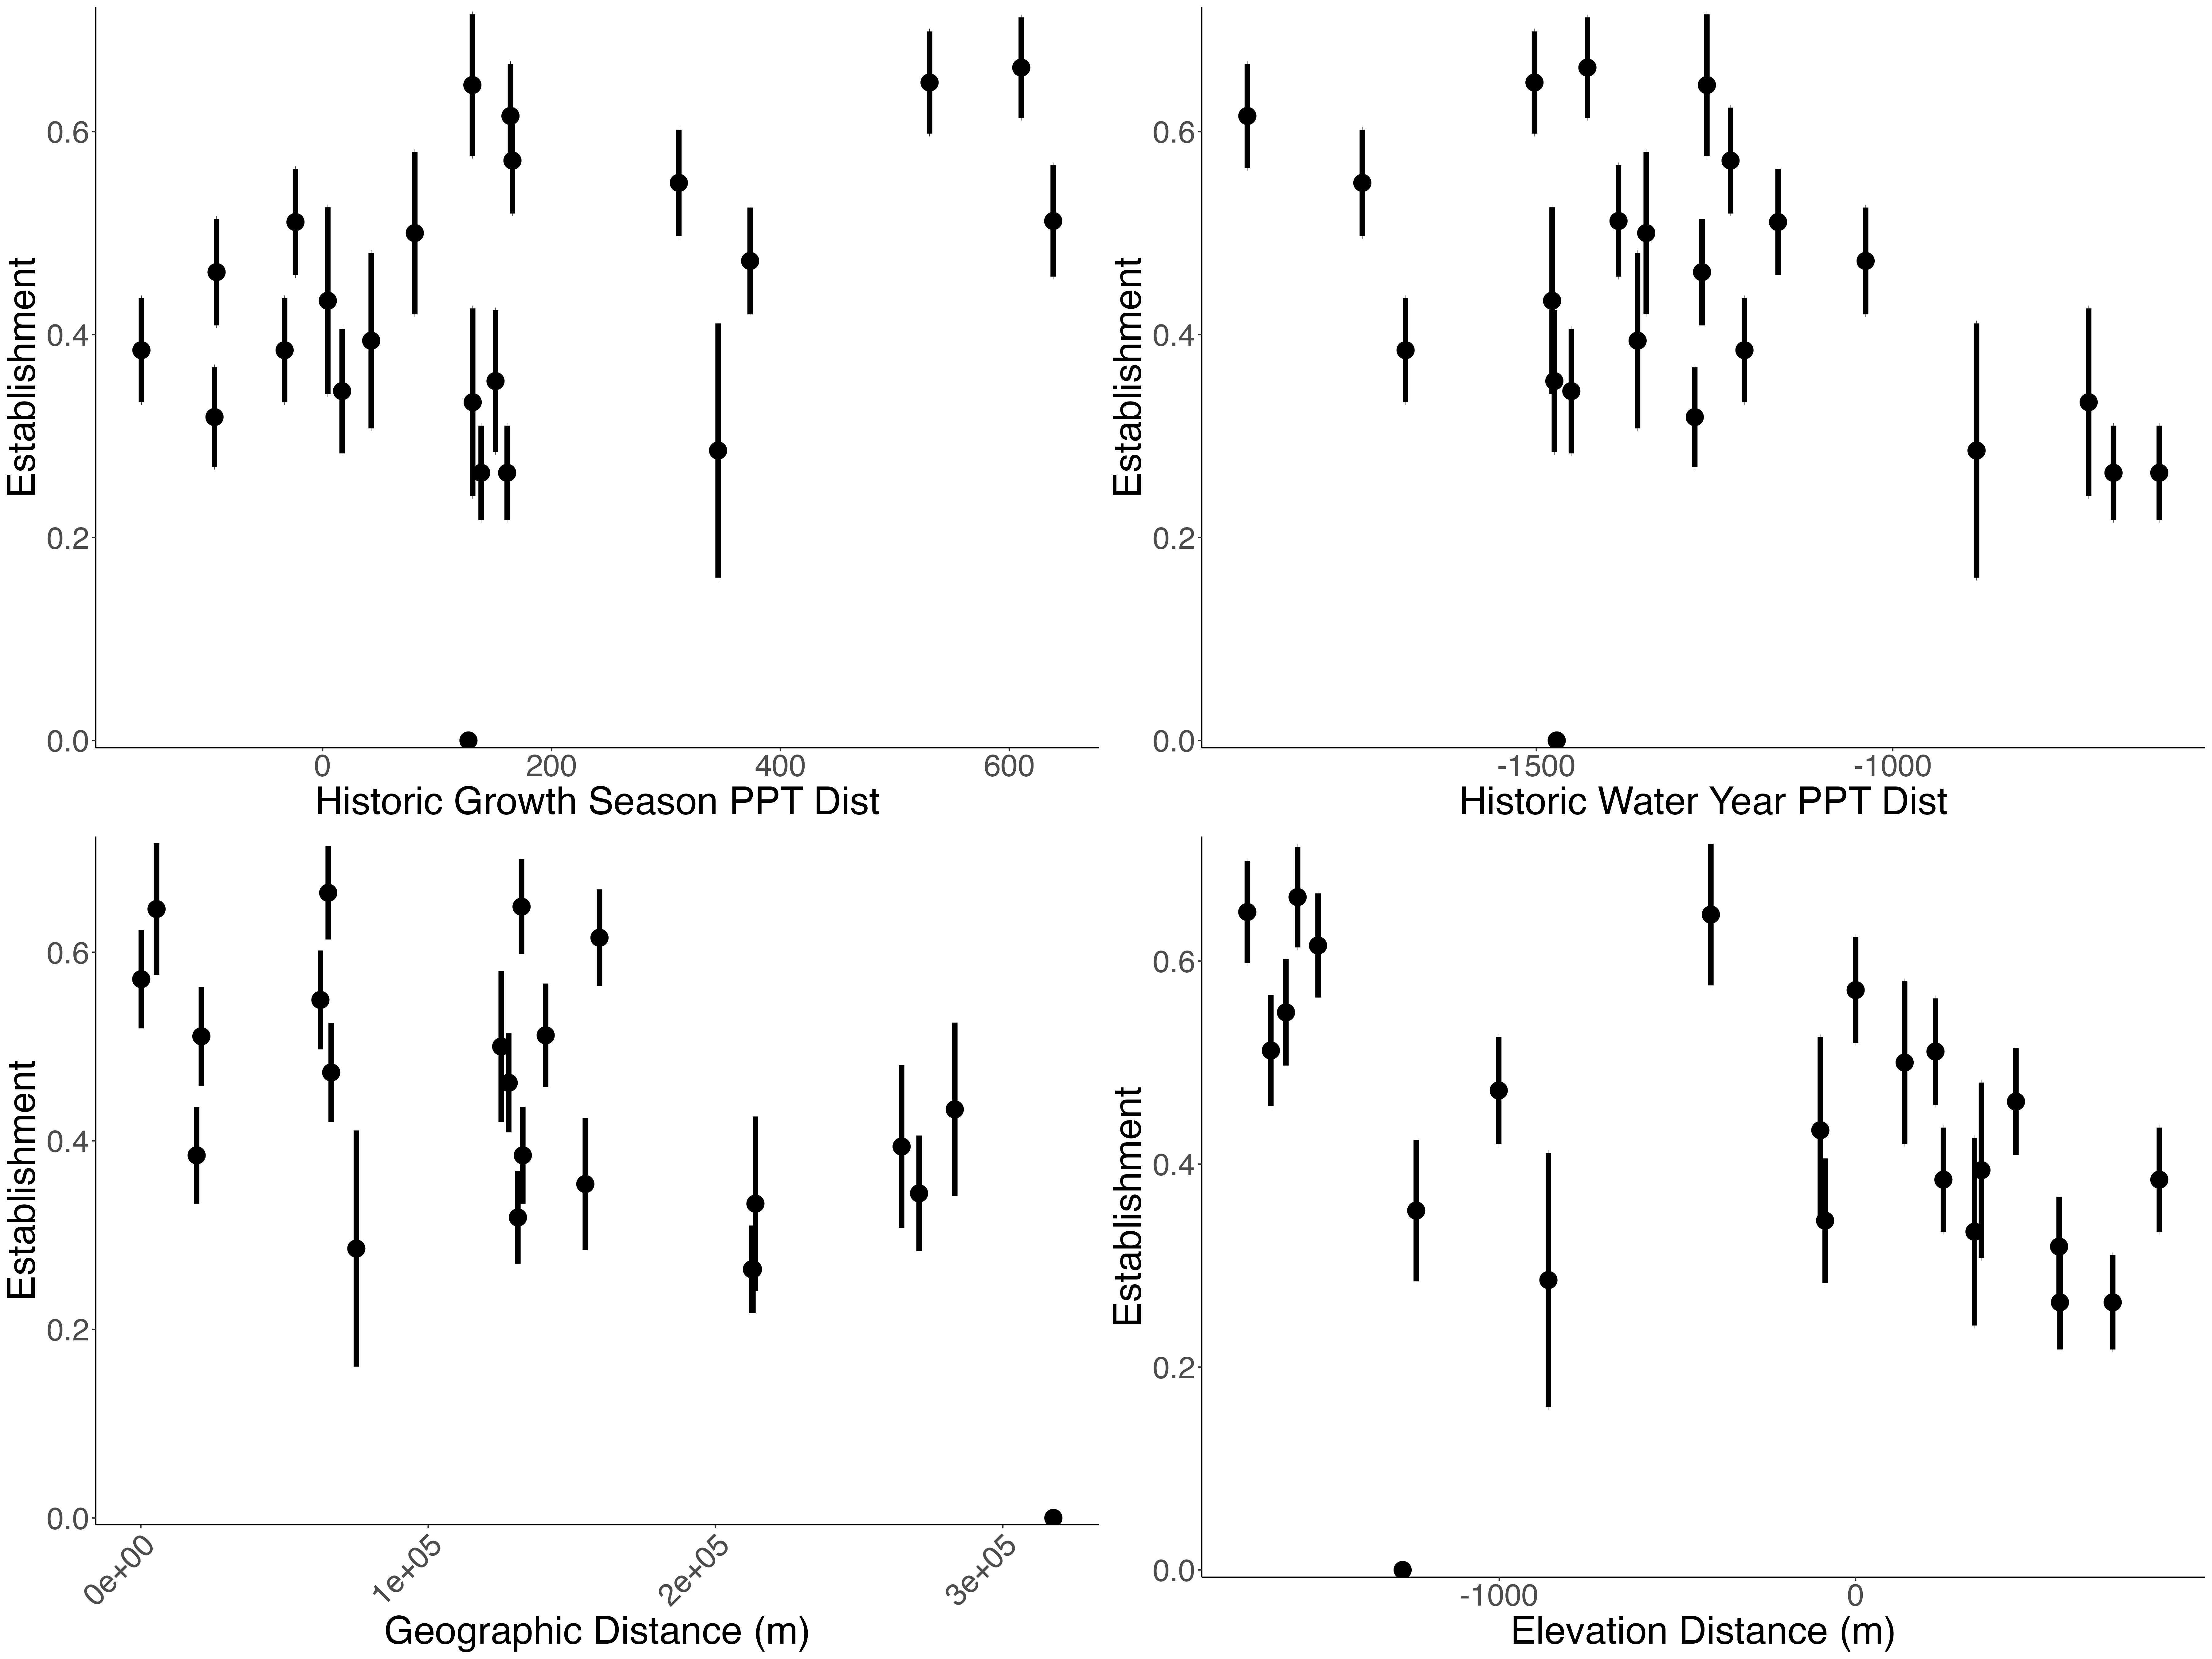 Establishment
0.6
0.4
0.2
0.0
0 200 400 600
Historic Growth Season PPT Dist
Establishment
0.6
0.4
0.2
0.0
-1500 -1000
Historic Water Year PPT Dist
Establishment
0.6
0.4
0.2
0.0
0e+00 1e+05 2e+05 3e+05
Geographic Distance (m)
Establishment
0.6
0.4
0.2
0.0
-1000 0
Elevation Distance (m)